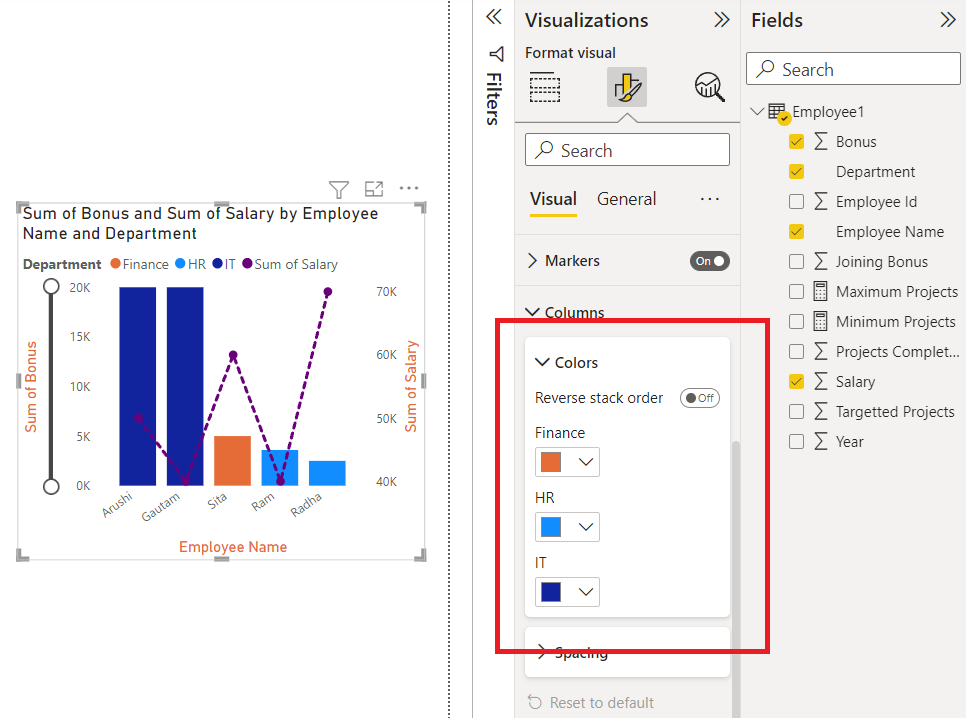 Sum of Bonus and Sum of Salary by Employee
Name and Department
Department Finance HR IT Sum of Salary
20K
15K
10K
5K
0K
Sum of Bonus
70K
60K
50K
40K
Sum of Salary
Arushi
Gautam
Sita
Ram
Radha
Employee Name
Filters
Visualizations
Format visual
Search
Visual General
Markers On
Columns
Colors
Reverse stack order Off
Finance
HR
IT
Spacing
Reset to default
Fields
Search
Employee1
Bonus
Department
Employee Id
Employee Name
Joining Bonus
Maximum Projects
Minimum Projects
Projects Complet...
Salary
Targetted Projects
Year